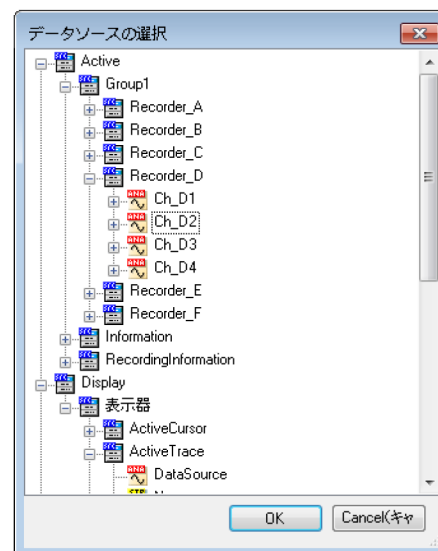 データソースの選択
Active
Group1
Recorder_A
Recorder_B
Recorder_C
Recorder_D
Ch_D1
Ch_D2
Ch_D3
Ch_D4
Recorder_E
Recorder_F
Information
RecordingInformation
Display
表示器
ActiveCursor
ActiveTrace
DataSource
OK
Cancel(キャ